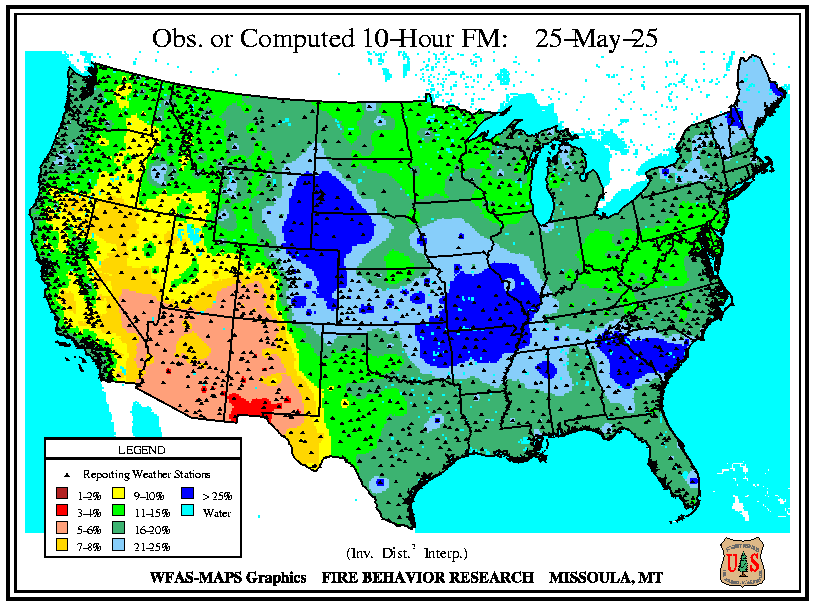 Obs. or Computed 10-Hour FM: 25-May-25
LEGEND
Reporting Weather Stations
1-2% 9-10% > 25%
3-4% 11-15% Water
5-6% 16-20%
7-8% 21-25%
(Inv. Dist.² Interp.)
WFAS-MAPS Graphics FIRE BEHAVIOR RESEARCH MISSOULA, MT
U S